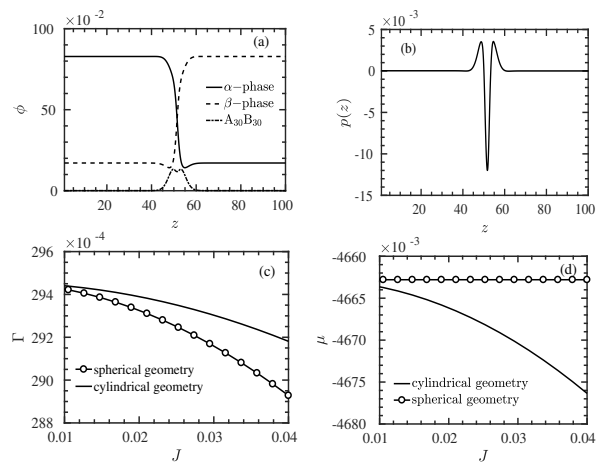 ×10⁻²
(a)
100
50
0
ϕ
α−phase
β−phase
A₃₀B₃₀
0 20 40 60 80 100
z
×10⁻³
(b)
5
0
-5
-10
-15
p(z)
0 20 40 60 80 100
z
×10⁻⁴
(c)
296
294
292
290
288
Γ
spherical geometry
cylindrical geometry
0.01 0.02 0.03 0.04
J
×10⁻³
(d)
-4660
-4665
-4670
-4675
-4680
μ
cylindrical geometry
spherical geometry
0.01 0.02 0.03 0.04
J